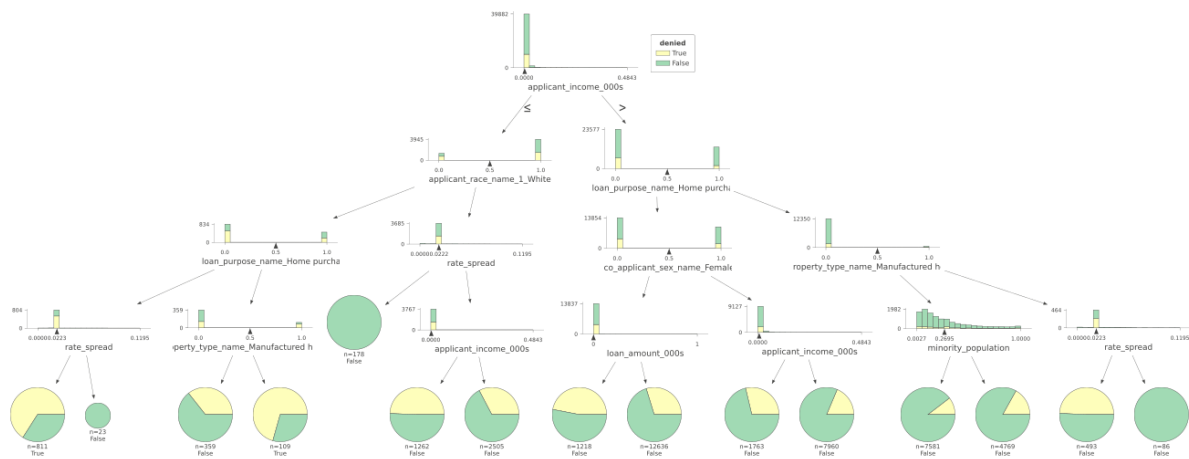 39882
0
0.0000
0.4843
applicant_income_000s
denied
True
False
≤
>
3945
0
0.0
0.5
1.0
applicant_race_name_1_White
23577
0
0.0
0.5
1.0
loan_purpose_name_Home purcha
834
0
0.0
0.5
1.0
loan_purpose_name_Home purcha
3685
0
0.00000.0222
0.1195
rate_spread
13854
0
0.0
0.5
1.0
co_applicant_sex_name_Female
12350
0
0.0
0.5
1.0
roperty_type_name_Manufactured h
804
0
0.00000.0223
0.1195
rate_spread
359
0
0.0
0.5
1.0
perty_type_name_Manufactured h
n=178
False
3767
0
0.0000
0.4843
applicant_income_000s
13837
0
0
1
loan_amount_000s
9127
0
0.0000
0.4843
applicant_income_000s
1982
0
0.0027
0.2695
1.0000
minority_population
464
0
0.00000.0223
0.1195
rate_spread
n=811
True
n=23
False
n=359
False
n=109
True
n=1262
False
n=2505
False
n=1218
False
n=12636
False
n=1763
False
n=7960
False
n=7581
False
n=4769
False
n=493
False
n=86
False